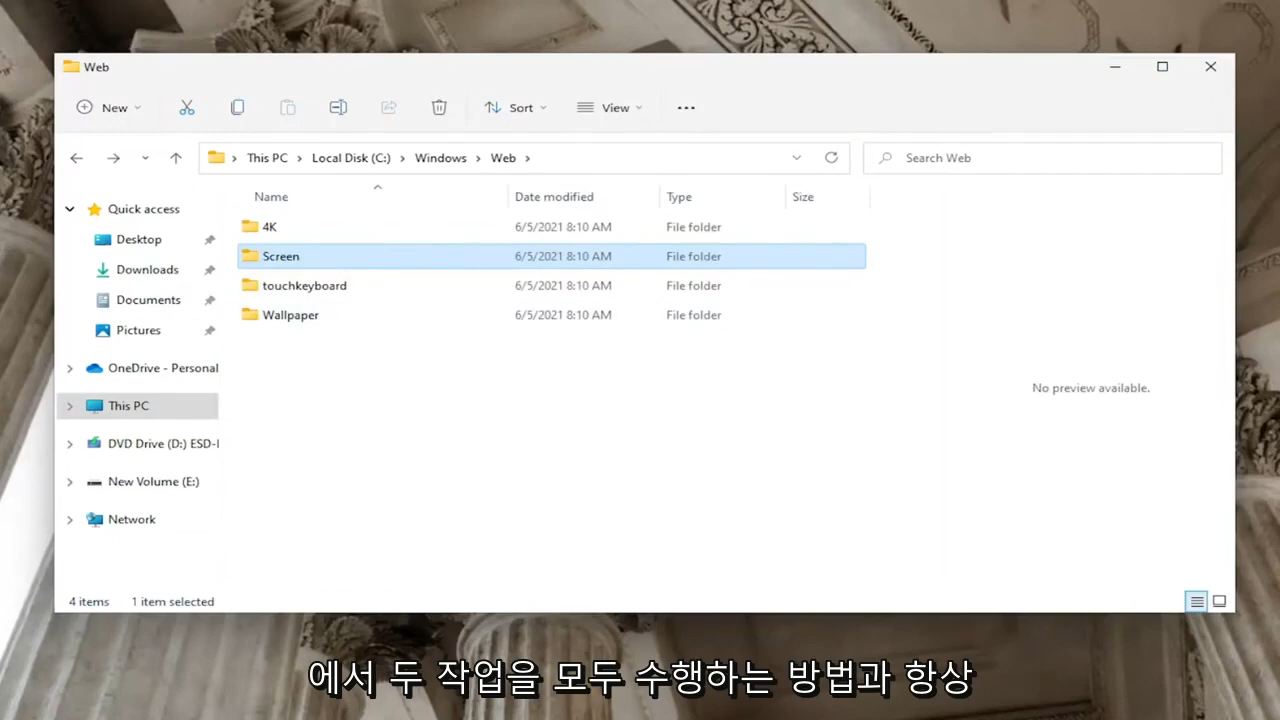 Web
New
Sort
View
This PC > Local Disk (C:) > Windows > Web >
Search Web
Name Date modified Type Size
Quick access
Desktop
Downloads
Documents
Pictures
OneDrive - Personal
This PC
DVD Drive (D:) ESD-I
New Volume (E:)
Network
4K 6/5/2021 8:10 AM File folder
Screen 6/5/2021 8:10 AM File folder
touchkeyboard 6/5/2021 8:10 AM File folder
Wallpaper 6/5/2021 8:10 AM File folder
No preview available.
4 items 1 item selected
에서 두 작업을 모두 수행하는 방법과 항상